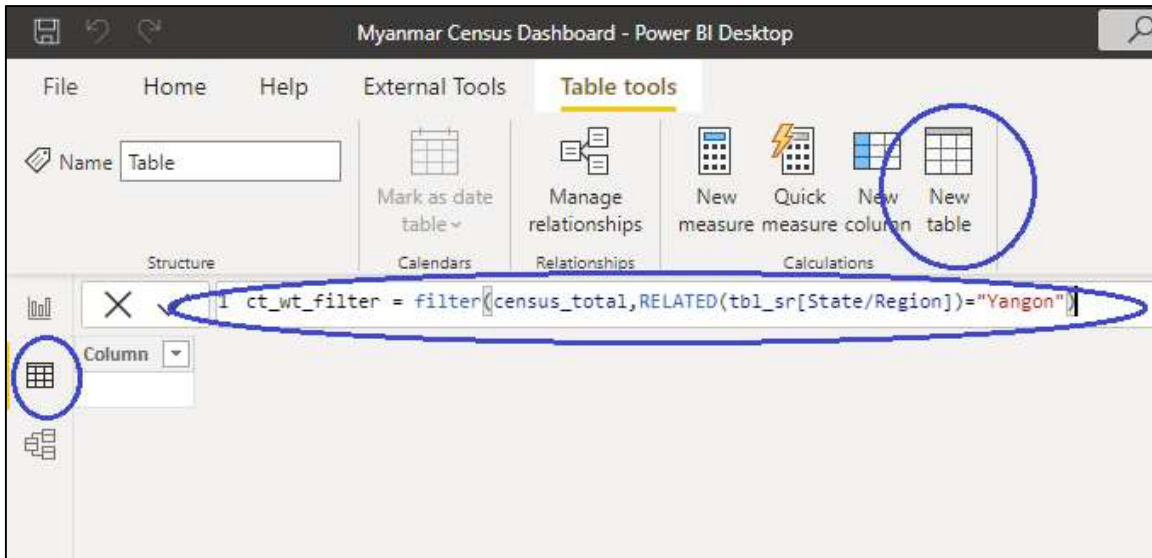 Myanmar Census Dashboard - Power BI Desktop
File Home Help External Tools Table tools
Name Table
Mark as date
table
Manage
relationships
New
measure
Quick
measure
New
column
New
table
Structure Calendars Relationships Calculations
1 ct_wt_filter = filter(census_total,RELATED(tbl_sr[State/Region])="Yangon")
Column